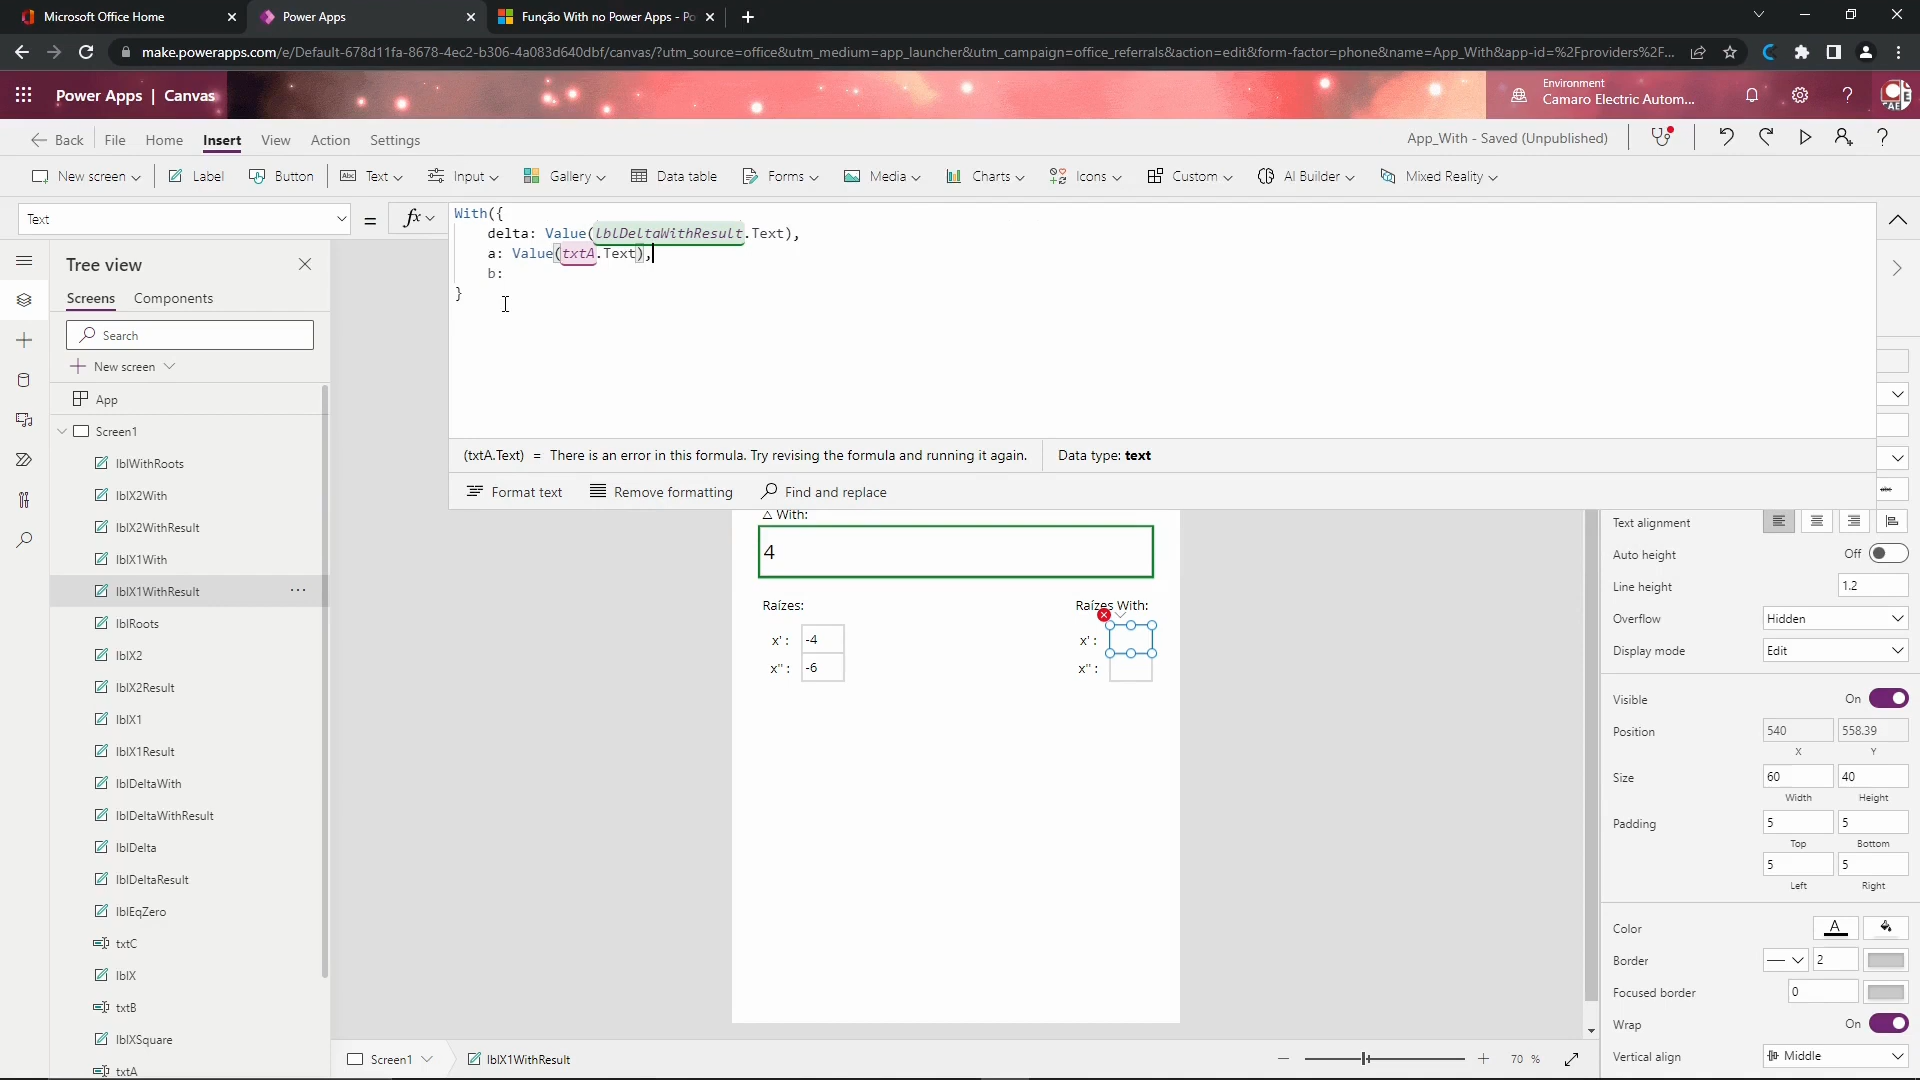 Microsoft Office Home
Power Apps
Função With no Power Apps - Po
make.powerapps.com/e/Default-678d11fa-8678-4ec2-b306-4a083d640dbf/canvas/?utm_source=office&utm_medium=app_launcher&utm_campaign=office_referrals&action=edit&form-factor=phone&name=App_With&app-id=%2Fproviders%2F...
Power Apps | Canvas
Environment
Camaro Electric Autom...
Back File Home Insert View Action Settings
App_With - Saved (Unpublished)
New screen Label Button Text Input Gallery Data table Forms Media Charts Icons Custom AI Builder Mixed Reality
Text = fx
With({
delta: Value(lblDeltaWithResult.Text),
a: Value(txtA.Text),
b:
}
Tree view
Screens Components
Search
New screen
App
Screen1
lblWithRoots
lblX2With
lblX2WithResult
lblX1With
lblX1WithResult ...
lblRoots
lblX2
lblX2Result
lblX1
lblX1Result
lblDeltaWith
lblDeltaWithResult
lblDelta
lblDeltaResult
lblEqZero
txtC
lblX
txtB
lblXSquare
txtA
(txtA.Text) = There is an error in this formula. Try revising the formula and running it again.
Data type: text
Format text Remove formatting Find and replace
△ With:
4
Raízes: Raízes With:
x': -4 x':
x": -6 x":
Text alignment
Auto height Off
Line height 1.2
Overflow Hidden
Display mode Edit
Visible On
Position 540 558.39
X Y
Size 60 40
Width Height
Padding 5 5
Top Bottom
5 5
Left Right
Color A
Border 2
Focused border 0
Wrap On
Vertical align Middle
Screen1 lblX1WithResult
70 %